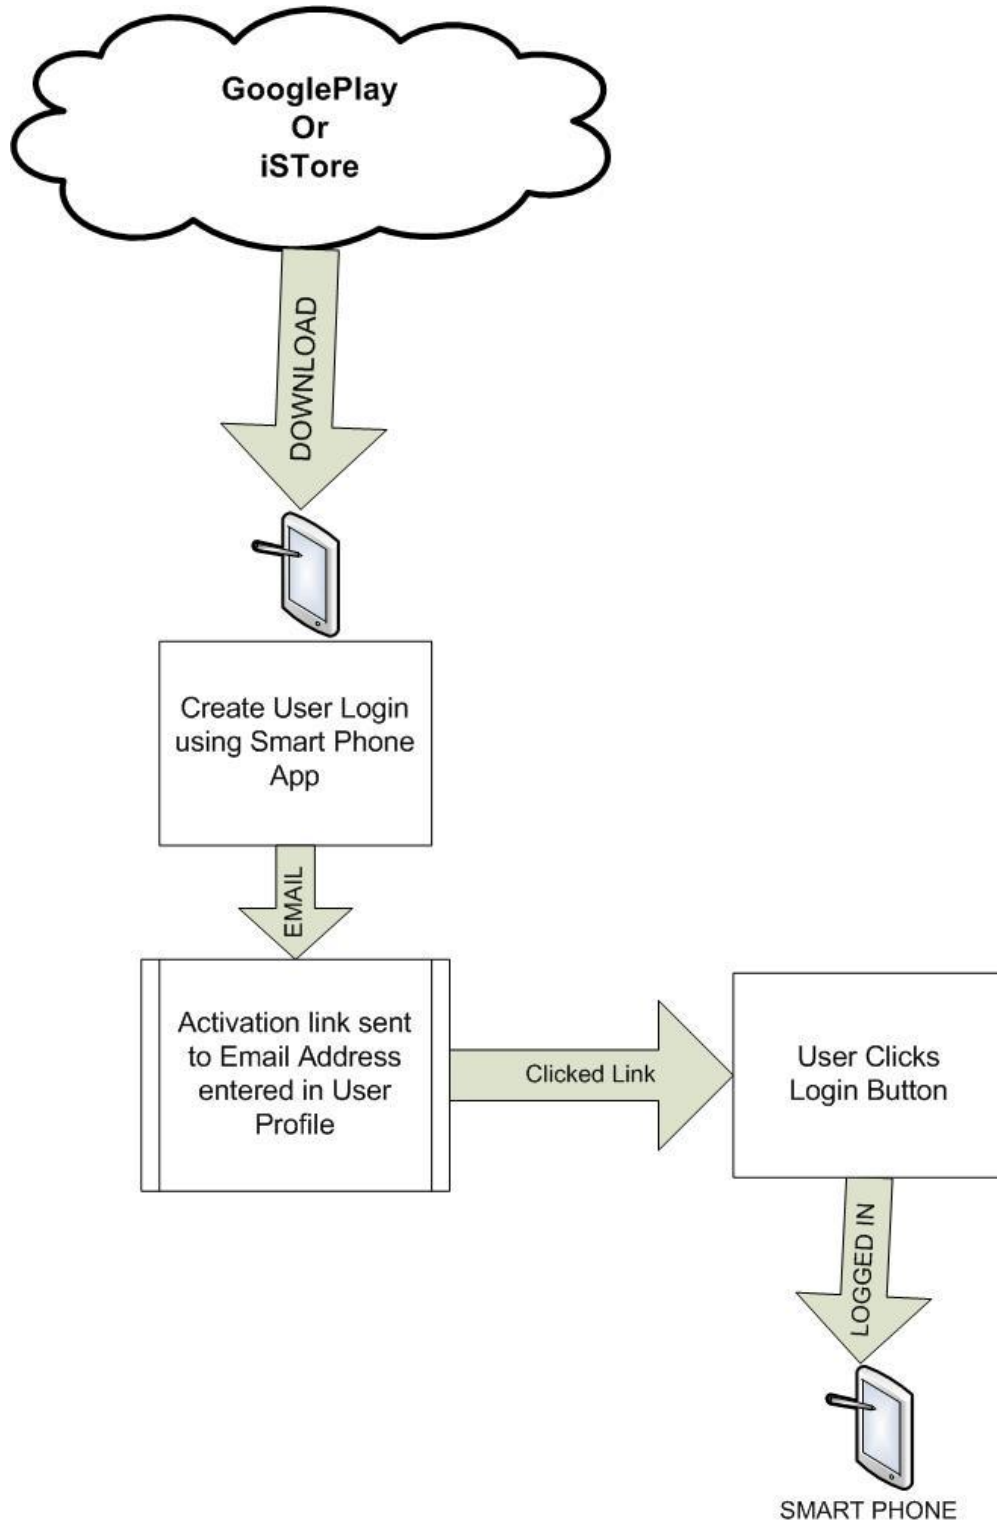 GooglePlay
Or
iSTore
DOWNLOAD
Create User Login
using Smart Phone
App
EMAIL
Activation link sent
to Email Address
entered in User
Profile
Clicked Link
User Clicks
Login Button
LOGGED IN
SMART PHONE